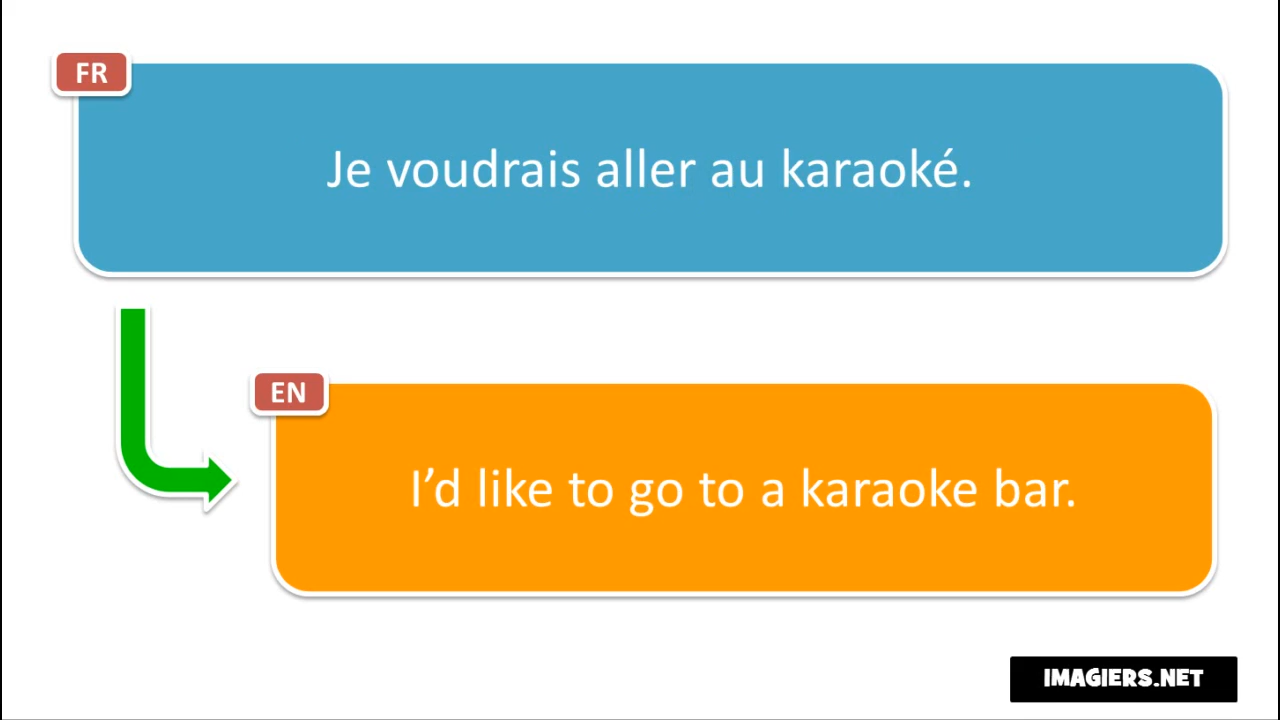 FR
Je voudrais aller au karaoké.
EN
I’d like to go to a karaoke bar.
IMAGIERS.NET